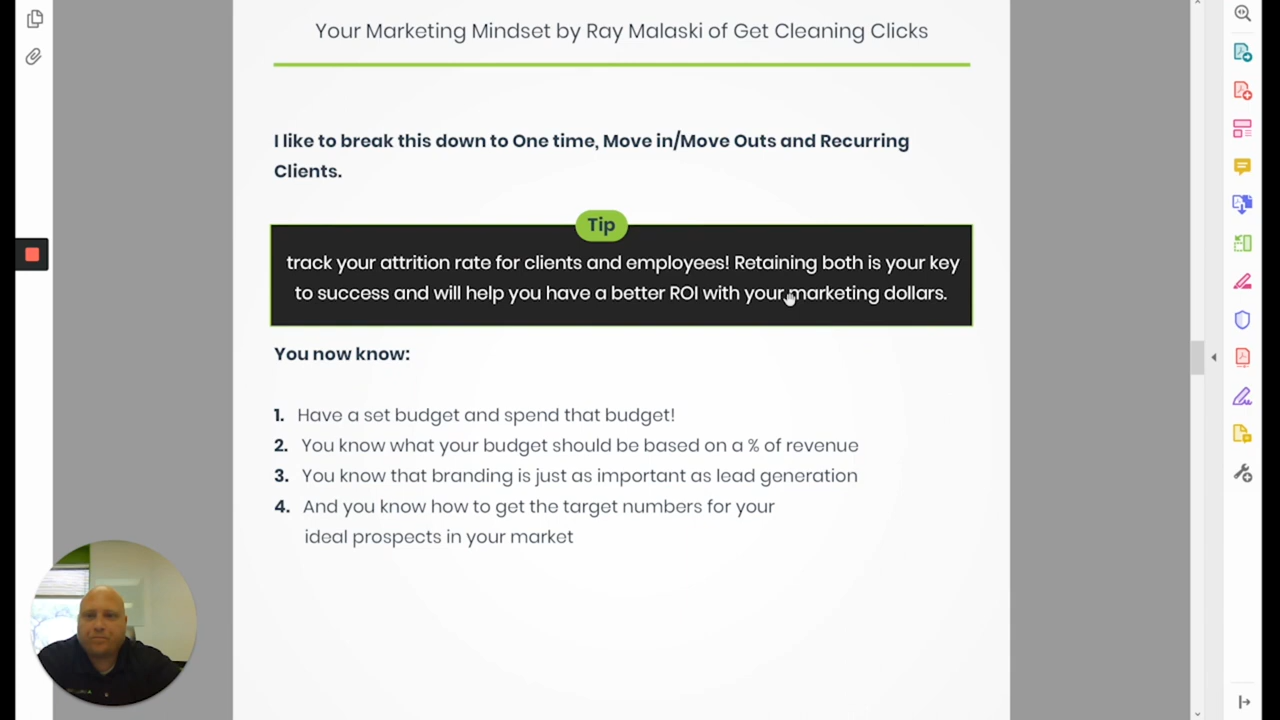 Your Marketing Mindset by Ray Malaski of Get Cleaning Clicks
I like to break this down to One time, Move in/Move Outs and Recurring
Clients.
Tip
track your attrition rate for clients and employees! Retaining both is your key
to success and will help you have a better ROI with your marketing dollars.
You now know:
1. Have a set budget and spend that budget!
2. You know what your budget should be based on a % of revenue
3. You know that branding is just as important as lead generation
4. And you know how to get the target numbers for your
ideal prospects in your market